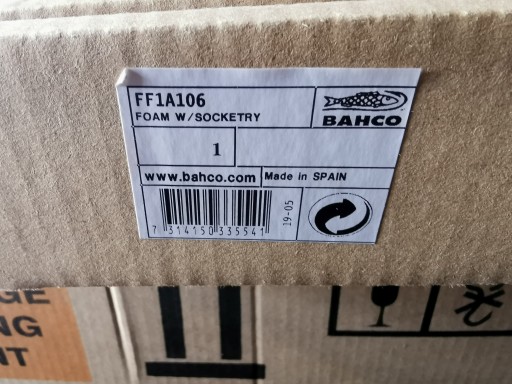 FF1A106
FOAM W/SOCKETRY
BAHCO
1
www.bahco.com
Made in SPAIN
7 314150 335541
19-05
GE
NG
NT